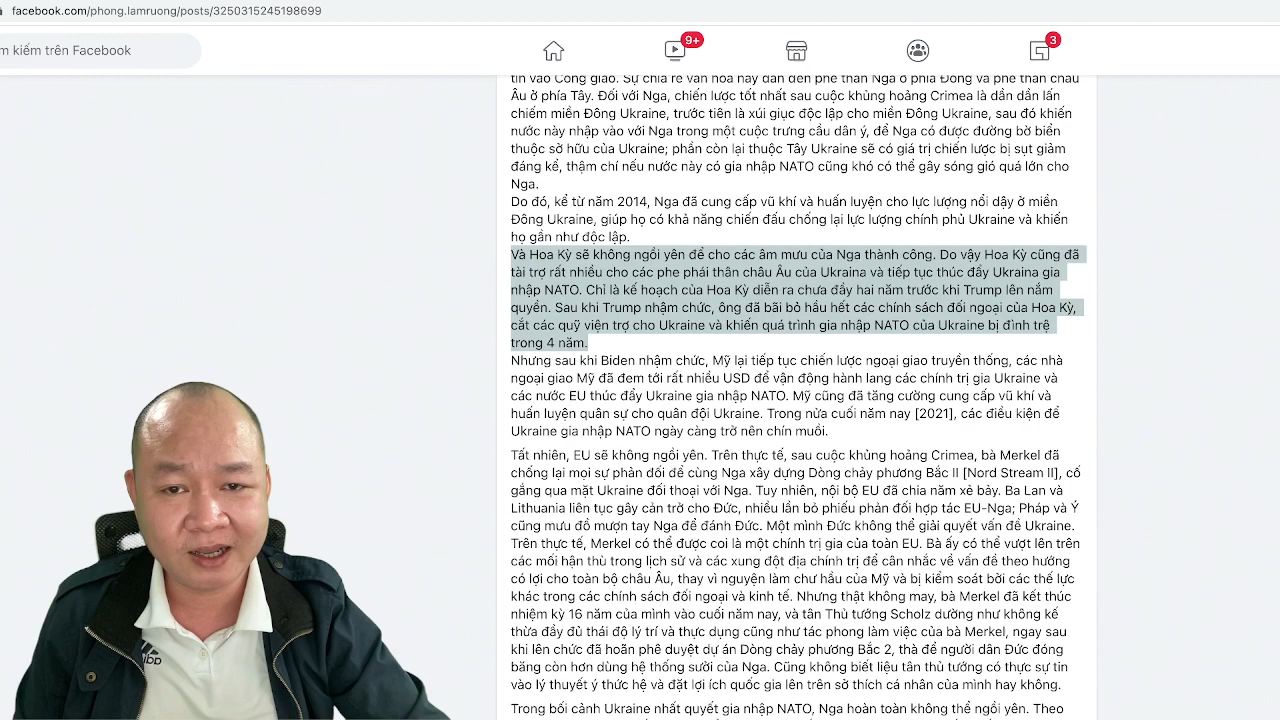 facebook.com/phong.lamruong/posts/3250315245198699
m kiếm trên Facebook
9+
3
tin vào Công giáo. Sự chia rẽ văn hóa này dẫn đến phe thân Nga ở phía Đông và phe thân châu
Âu ở phía Tây. Đối với Nga, chiến lược tốt nhất sau cuộc khủng hoảng Crimea là dần dần lấn
chiếm miền Đông Ukraine, trước tiên là xúi giục độc lập cho miền Đông Ukraine, sau đó khiến
nước này nhập vào với Nga trong một cuộc trưng cầu dân ý, để Nga có được đường bờ biển
thuộc sở hữu của Ukraine; phần còn lại thuộc Tây Ukraine sẽ có giá trị chiến lược bị sụt giảm
đáng kể, thậm chí nếu nước này có gia nhập NATO cũng khó có thể gây sóng gió quá lớn cho
Nga.
Do đó, kể từ năm 2014, Nga đã cung cấp vũ khí và huấn luyện cho lực lượng nổi dậy ở miền
Đông Ukraine, giúp họ có khả năng chiến đấu chống lại lực lượng chính phủ Ukraine và khiến
họ gần như độc lập.
Và Hoa Kỳ sẽ không ngồi yên để cho các âm mưu của Nga thành công. Do vậy Hoa Kỳ cũng đã
tài trợ rất nhiều cho các phe phái thân châu Âu của Ukraina và tiếp tục thúc đẩy Ukraina gia
nhập NATO. Chỉ là kế hoạch của Hoa Kỳ diễn ra chưa đầy hai năm trước khi Trump lên nắm
quyền. Sau khi Trump nhậm chức, ông đã bãi bỏ hầu hết các chính sách đối ngoại của Hoa Kỳ,
cắt các quỹ viện trợ cho Ukraine và khiến quá trình gia nhập NATO của Ukraine bị đình trệ
trong 4 năm.
Nhưng sau khi Biden nhậm chức, Mỹ lại tiếp tục chiến lược ngoại giao truyền thống, các nhà
ngoại giao Mỹ đã đem tới rất nhiều USD để vận động hành lang các chính trị gia Ukraine và
các nước EU thúc đẩy Ukraine gia nhập NATO. Mỹ cũng đã tăng cường cung cấp vũ khí và
huấn luyện quân sự cho quân đội Ukraine. Trong nửa cuối năm nay [2021], các điều kiện để
Ukraine gia nhập NATO ngày càng trở nên chín muồi.
Tất nhiên, EU sẽ không ngồi yên. Trên thực tế, sau cuộc khủng hoảng Crimea, bà Merkel đã
chống lại mọi sự phản đối để cùng Nga xây dựng Dòng chảy phương Bắc II [Nord Stream II], cố
gắng qua mặt Ukraine đối thoại với Nga. Tuy nhiên, nội bộ EU đã chia năm xẻ bảy. Ba Lan và
Lithuania liên tục gây cản trở cho Đức, nhiều lần bỏ phiếu phản đối hợp tác EU-Nga; Pháp và Ý
cũng mưu đồ mượn tay Nga để đánh Đức. Một mình Đức không thể giải quyết vấn đề Ukraine.
Trên thực tế, Merkel có thể được coi là một chính trị gia của toàn EU. Bà ấy có thể vượt lên trên
các mối hận thù trong lịch sử và các xung đột địa chính trị để cân nhắc về vấn đề theo hướng
có lợi cho toàn bộ châu Âu, thay vì nguyện làm chư hầu của Mỹ và bị kiểm soát bởi các thế lực
khác trong các chính sách đối ngoại và kinh tế. Nhưng thật không may, bà Merkel đã kết thúc
nhiệm kỳ 16 năm của mình vào cuối năm nay, và tân Thủ tướng Scholz dường như không kế
thừa đầy đủ thái độ lý trí và thực dụng cũng như tác phong làm việc của bà Merkel, ngay sau
khi lên chức đã hoãn phê duyệt dự án Dòng chảy phương Bắc 2, thà để người dân Đức đóng
băng còn hơn dùng hệ thống sưởi của Nga. Cũng không biết liệu tân thủ tướng có thực sự tin
vào lý thuyết ý thức hệ và đặt lợi ích quốc gia lên trên sở thích cá nhân của mình hay không.
Trong bối cảnh Ukraine nhất quyết gia nhập NATO, Nga hoàn toàn không thể ngồi yên. Theo